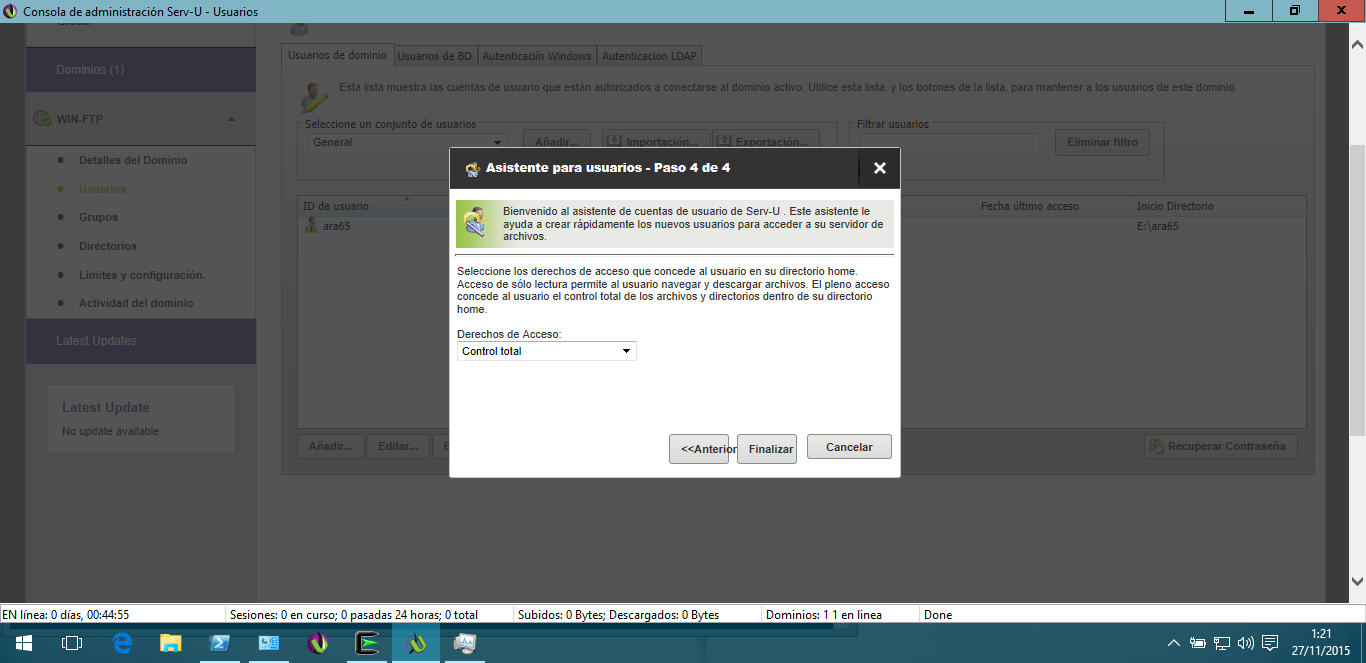 Consola de administración Serv-U - Usuarios
Global
Dominios (1)
WIN-FTP
Detalles del Dominio
Usuarios
Grupos
Directorios
Límites y configuración.
Actividad del dominio
Latest Updates
Latest Update
No update available.
Usuarios de dominio
Usuarios de BD
Autenticaciín Windows
Autenticacion LDAP
Esta lista muestra las cuentas de usuario que están autorizados a conectarse al dominio activo. Utilice esta lista, y los botones de la lista, para mantener a los usuarios de este dominio.
Seleccione un conjunto de usuarios
General
Añadir...
Importación...
Exportación...
Filtrar usuarios
Eliminar filtro
ID de usuario
Fecha último acceso
Inicio Directorio
ara65
E:\ara65
Asistente para usuarios - Paso 4 de 4
Bienvenido al asistente de cuentas de usuario de Serv-U . Este asistente le
ayuda a crear rápidamente los nuevos usuarios para acceder a su servidor de
archivos.
Seleccione los derechos de acceso que concede al usuario en su directorio home.
Acceso de sólo lectura permite al usuario navegar y descargar archivos. El pleno acceso
concede al usuario el control total de los archivos y directorios dentro de su directorio
home.
Derechos de Acceso:
Control total
<<Anterior
Finalizar
Cancelar
Añadir...
Editar...
E
Recuperar Contraseña
EN línea: 0 días, 00:44:55
Sesiones: 0 en curso; 0 pasadas 24 horas; 0 total
Subidos: 0 Bytes; Descargados: 0 Bytes
Dominios: 1 1 en linea
Done
1:21
27/11/2015